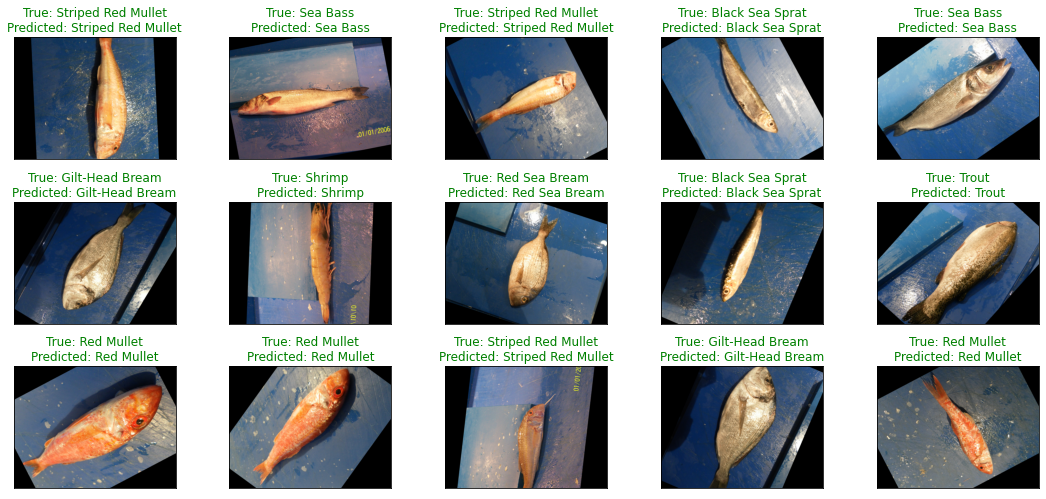 True: Striped Red Mullet
Predicted: Striped Red Mullet
True: Sea Bass
Predicted: Sea Bass
True: Striped Red Mullet
Predicted: Striped Red Mullet
True: Black Sea Sprat
Predicted: Black Sea Sprat
True: Sea Bass
Predicted: Sea Bass
01/01/2006
True: Gilt-Head Bream
Predicted: Gilt-Head Bream
True: Shrimp
Predicted: Shrimp
True: Red Sea Bream
Predicted: Red Sea Bream
True: Black Sea Sprat
Predicted: Black Sea Sprat
True: Trout
Predicted: Trout
True: Red Mullet
Predicted: Red Mullet
True: Red Mullet
Predicted: Red Mullet
True: Striped Red Mullet
Predicted: Striped Red Mullet
True: Gilt-Head Bream
Predicted: Gilt-Head Bream
True: Red Mullet
Predicted: Red Mullet